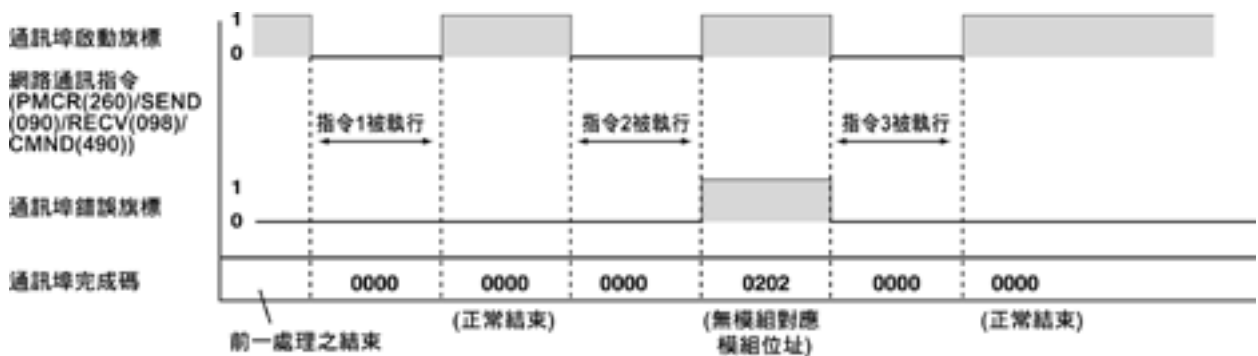 1
通訊埠啟動旗標
0
網路通訊指令
(PMCR(260)/SEND
(090)/RECV(098)/
CMND(490))
指令1被執行
指令2被執行
指令3被執行
1
通訊埠錯誤旗標
0
通訊埠完成碼
0000
0000
0000
0202
0000
0000
(正常結束)
(無模組對應
模組位址)
(正常結束)
前一處理之結束